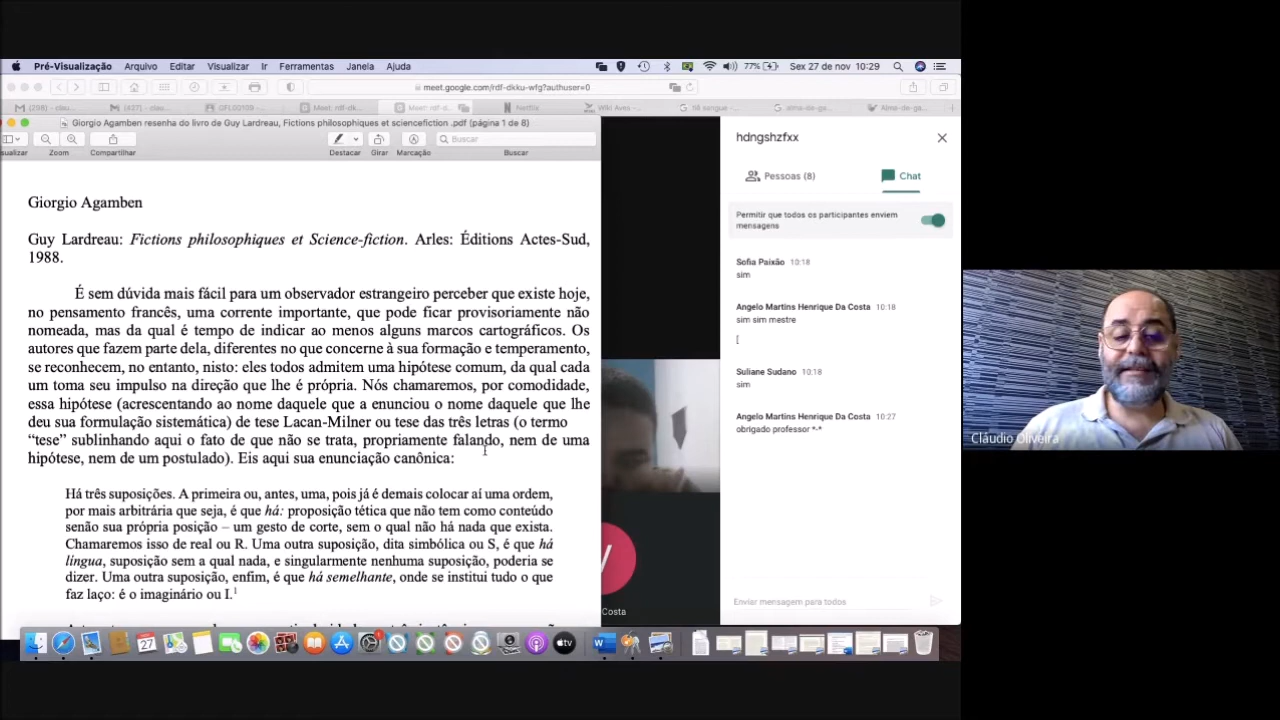 Pré-Visualização Arquivo Editar Visualizar Ir Ferramentas Janela Ajuda 77% Sex 27 de nov 10:29
meet.google.com/rdf-dkku-wfg?authuser=0
Meet: rdf-dk... Meet: rdf-d... Netflix Wiki Aves -...
Giorgio Agamben resenha do livro de Guy Lardreau, Fictions philosophiques et sciencefiction .pdf (página 1 de 8)
Buscar
Zoom Compartilhar Destacar Girar Marcação Buscar
Giorgio Agamben
Guy Lardreau: Fictions philosophiques et Science-fiction. Arles: Éditions Actes-Sud,
1988.
É sem dúvida mais fácil para um observador estrangeiro perceber que existe hoje,
no pensamento francês, uma corrente importante, que pode ficar provisoriamente não
nomeada, mas da qual é tempo de indicar ao menos alguns marcos cartográficos. Os
autores que fazem parte dela, diferentes no que concerne à sua formação e temperamento,
se reconhecem, no entanto, nisto: eles todos admitem uma hipótese comum, da qual cada
um toma seu impulso na direção que lhe é própria. Nós chamaremos, por comodidade,
essa hipótese (acrescentando ao nome daquele que a enunciou o nome daquele que lhe
deu sua formulação sistemática) de tese Lacan-Milner ou tese das três letras (o termo
“tese” sublinhando aqui o fato de que não se trata, propriamente falando, nem de uma
hipótese, nem de um postulado). Eis aqui sua enunciação canônica:
Há três suposições. A primeira ou, antes, uma, pois já é demais colocar aí uma ordem,
por mais arbitrária que seja, é que há: proposição tética que não tem como conteúdo
senão sua própria posição – um gesto de corte, sem o qual não há nada que exista.
Chamaremos isso de real ou R. Uma outra suposição, dita simbólica ou S, é que há
língua, suposição sem a qual nada, e singularmente nenhuma suposição, poderia se
dizer. Uma outra suposição, enfim, é que há semelhante, onde se institui tudo o que
faz laço: é o imaginário ou I.1
Costa
hdngshzfxx
Pessoas (8) Chat
Permitir que todos os participantes enviem
mensagens
Sofia Paixão 10:18
sim
Angelo Martins Henrique Da Costa 10:18
sim sim mestre
[
Suliane Sudano 10:18
sim
Angelo Martins Henrique Da Costa 10:27
obrigado professor *-*
Enviar mensagem para todos
27
tv
Cláudio Oliveira